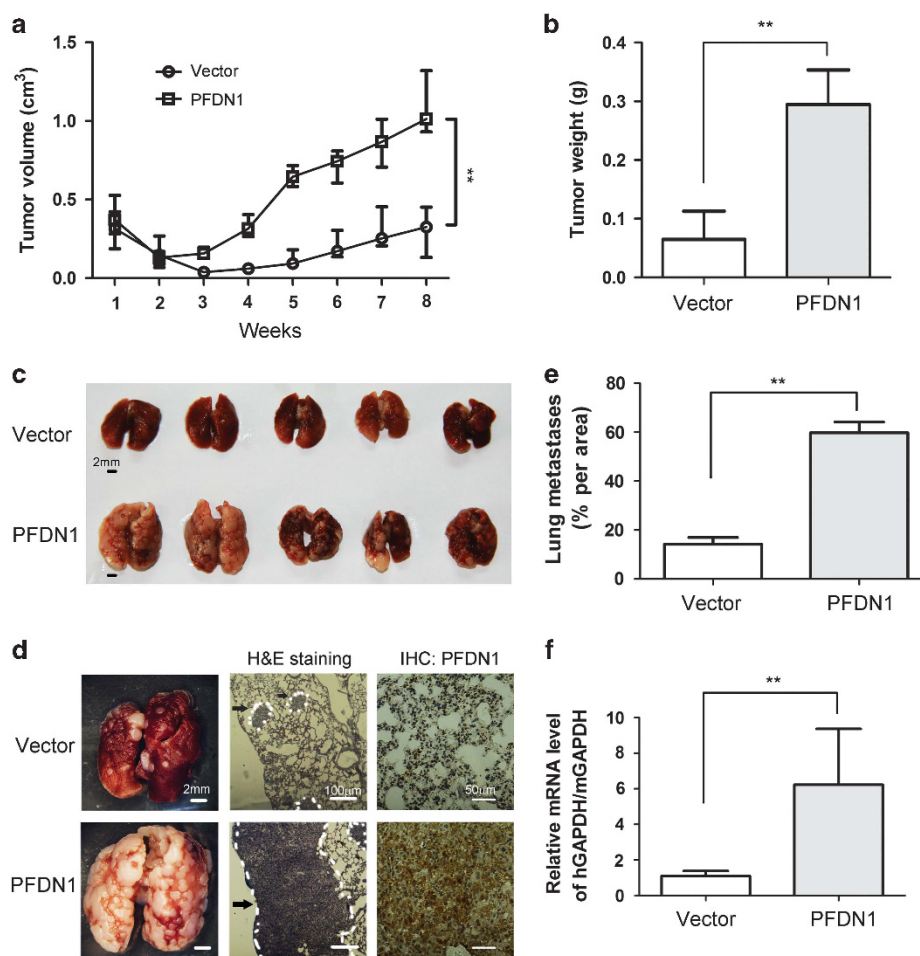 a
Tumor volume (cm³)
1.5
1.0
0.5
0.0
Vector
PFDN1
**
1 2 3 4 5 6 7 8
Weeks
b
Tumor weight (g)
0.4
0.3
0.2
0.1
0.0
**
Vector PFDN1
c
Vector
2mm
PFDN1
e
Lung metastases
(% per area)
80
60
40
20
0
**
Vector PFDN1
d
H&E staining IHC: PFDN1
Vector
2mm 100µm 50µm
PFDN1
f
Relative mRNA level
of hGAPDH/mGAPDH
10
8
6
4
2
0
**
Vector PFDN1